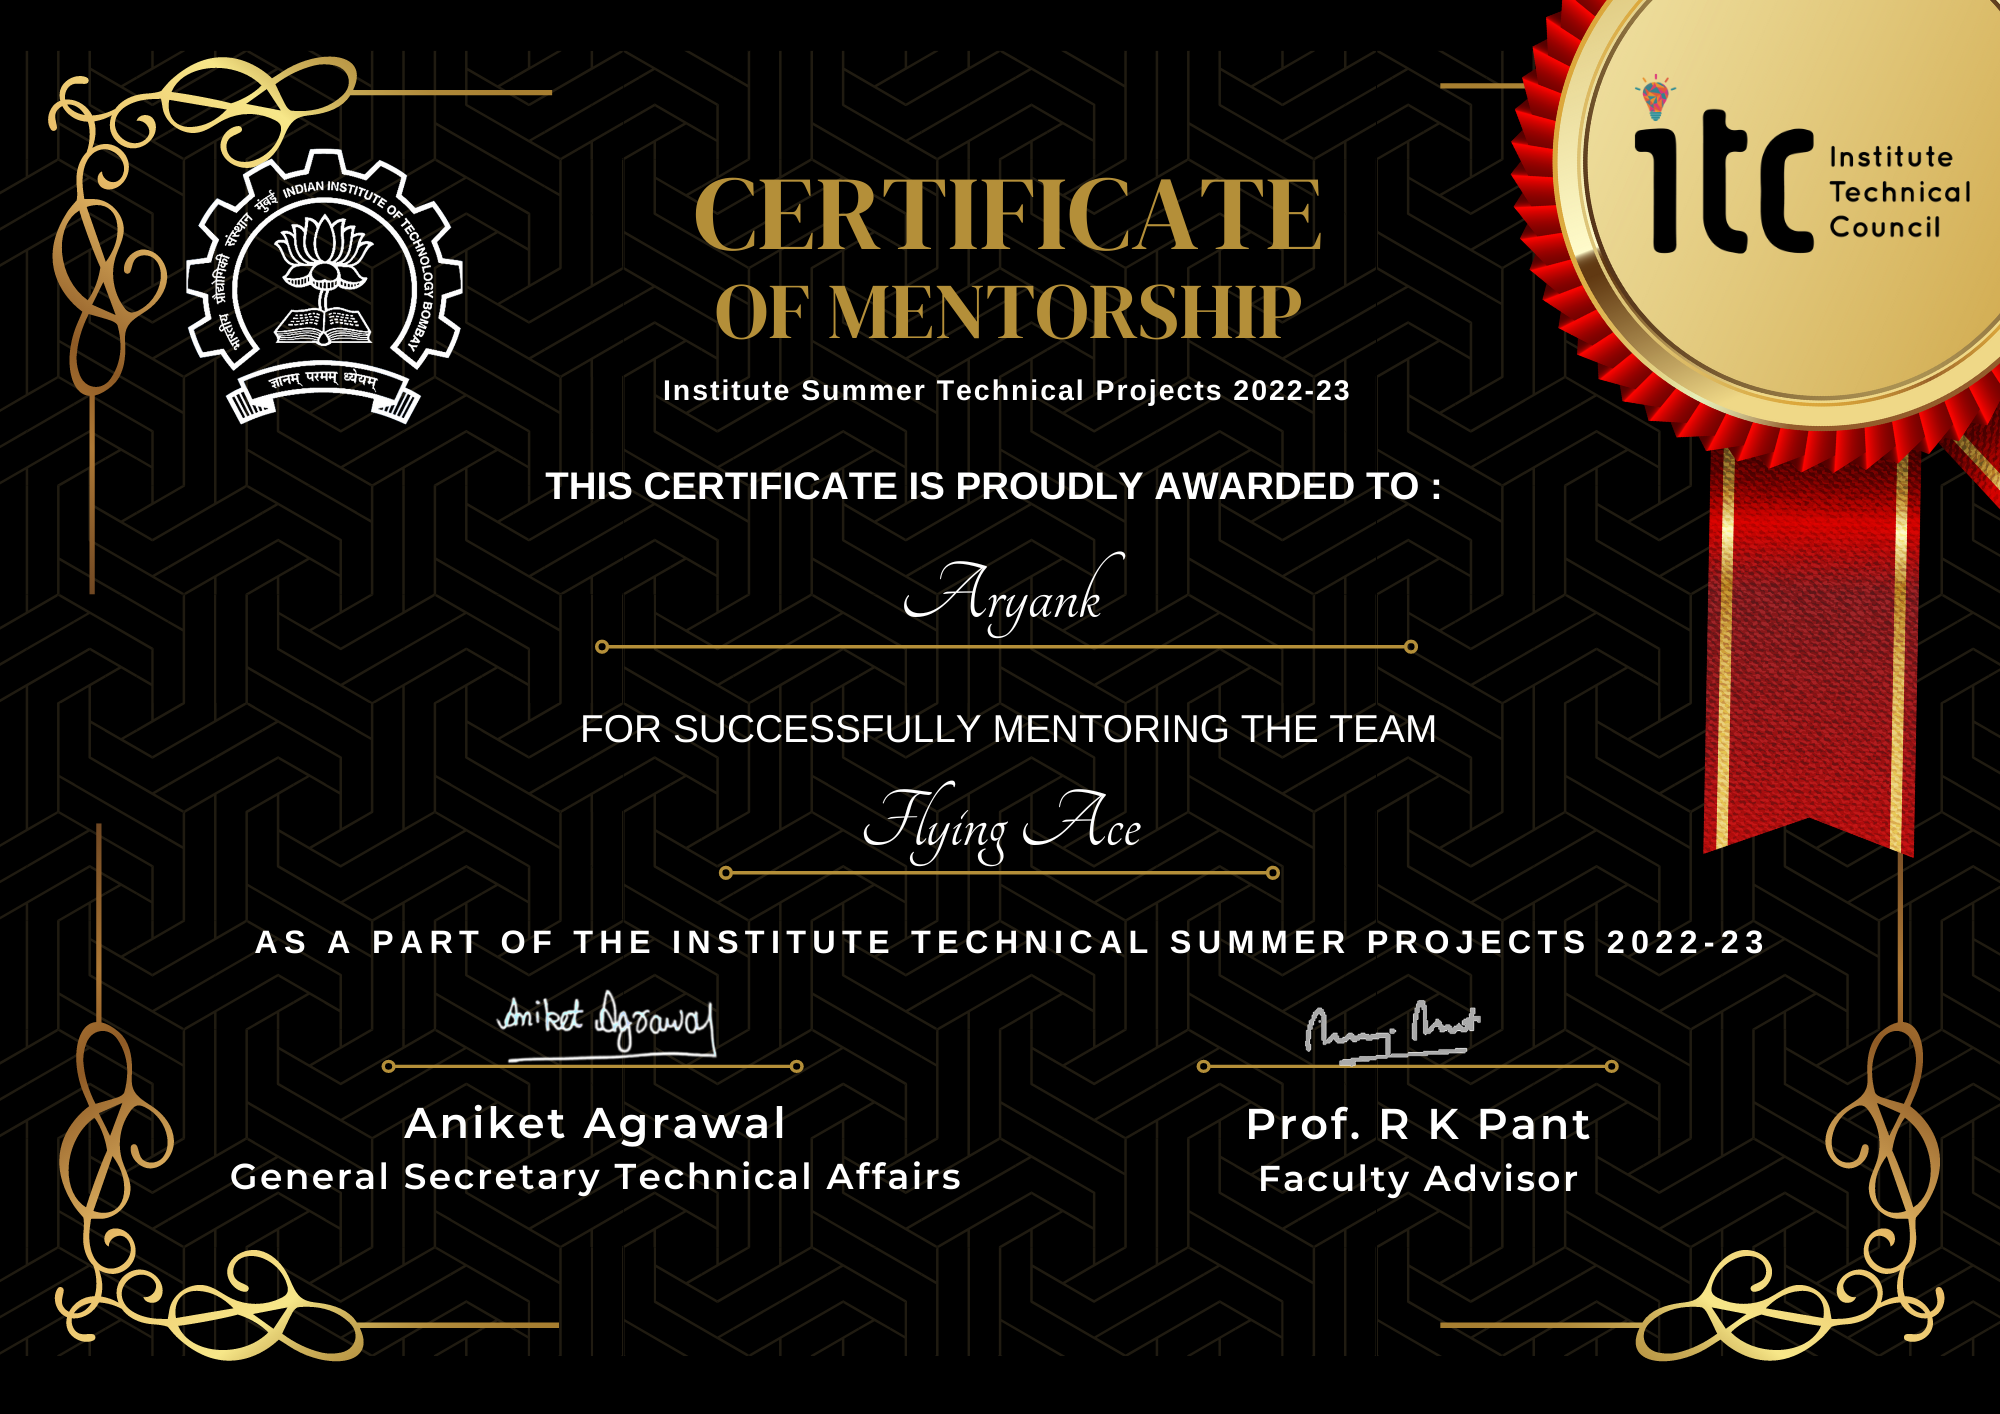 भारतीय प्रौद्योगिकी संस्थान मुंबई INDIAN INSTITUTE OF TECHNOLOGY BOMBAY
ज्ञानम् परमम् ध्येयम्
itc Institute
Technical
Council
CERTIFICATE
OF MENTORSHIP
Institute Summer Technical Projects 2022-23
THIS CERTIFICATE IS PROUDLY AWARDED TO :
Aryank
FOR SUCCESSFULLY MENTORING THE TEAM
Flying Ace
AS A PART OF THE INSTITUTE TECHNICAL SUMMER PROJECTS 2022-23
Aniket Agrawal
Aniket Agrawal
General Secretary Technical Affairs
Prof. R K Pant
Faculty Advisor